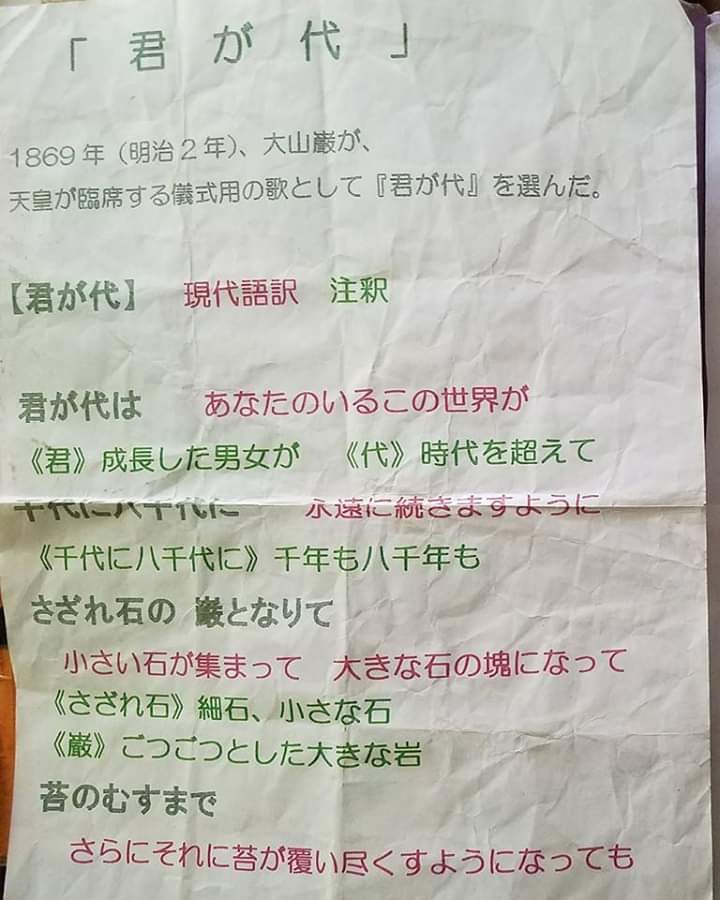 「 君 が 代 」
1869年（明治2年）、大山巌が、
天皇が臨席する儀式用の歌として『君が代』を選んだ。
【君が代】 現代語訳 注釈
君が代は あなたのいるこの世界が
《君》成長した男女が 《代》時代を超えて
千代に八千代に 永遠に続きますように
《千代に八千代に》千年も八千年も
さざれ石の 巌となりて
小さい石が集まって 大きな石の塊になって
《さざれ石》細石、小さな石
《巌》ごつごつとした大きな岩
苔のむすまで
さらにそれに苔が覆い尽くすようになっても